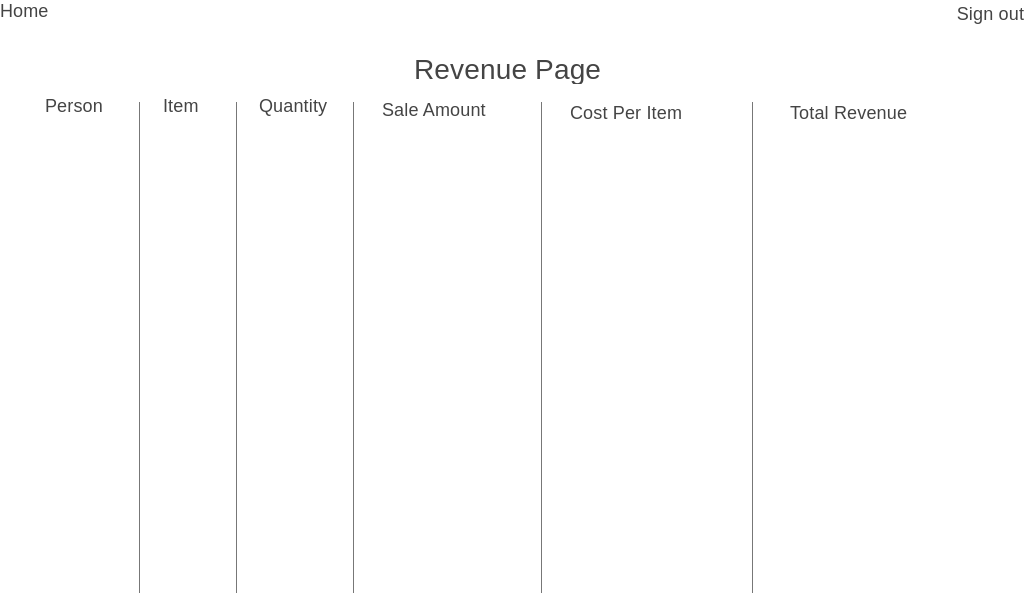 Home
Sign out
Revenue Page
Person
Item
Quantity
Sale Amount
Cost Per Item
Total Revenue